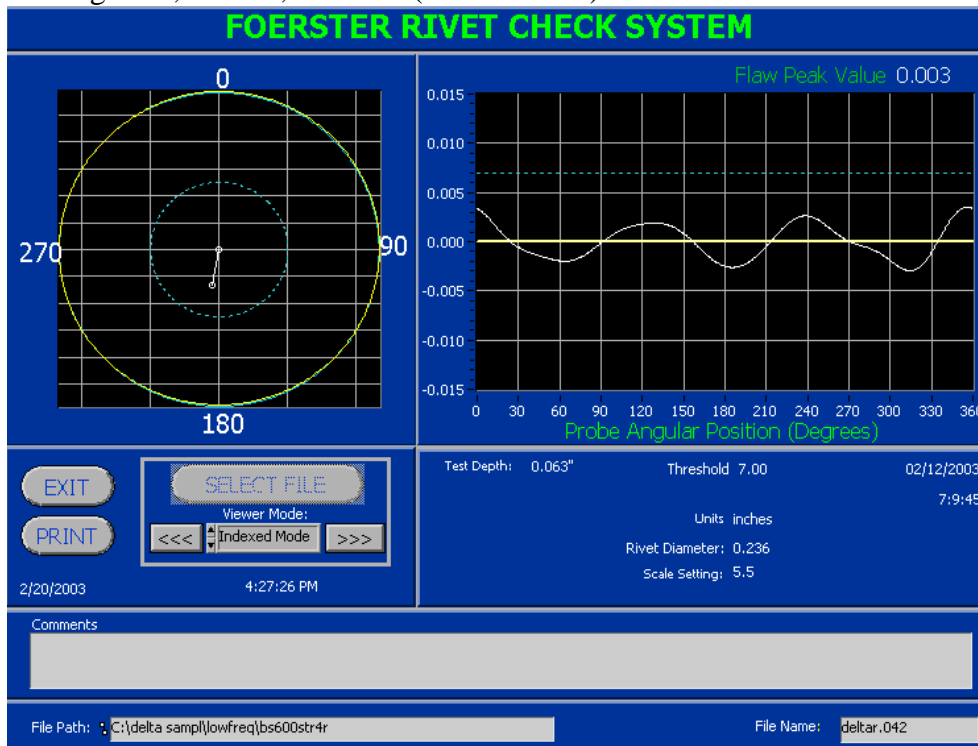 FOERSTER RIVET CHECK SYSTEM
0
270
90
180
Flaw Peak Value 0.003
0.015
0.010
0.005
0.000
-0.005
-0.010
-0.015
0 30 60 90 120 150 180 210 240 270 300 330 360
Probe Angular Position (Degrees)
EXIT
SELECT FILE
Viewer Mode:
PRINT
<<< Indexed Mode >>>
2/20/2003 4:27:26 PM
Test Depth: 0.063" Threshold 7.00 02/12/2003
7:9:45
Units inches
Rivet Diameter: 0.236
Scale Setting: 5.5
Comments
File Path: C:\delta sampl\lowfreq\bs600str4r File Name: deltar.042